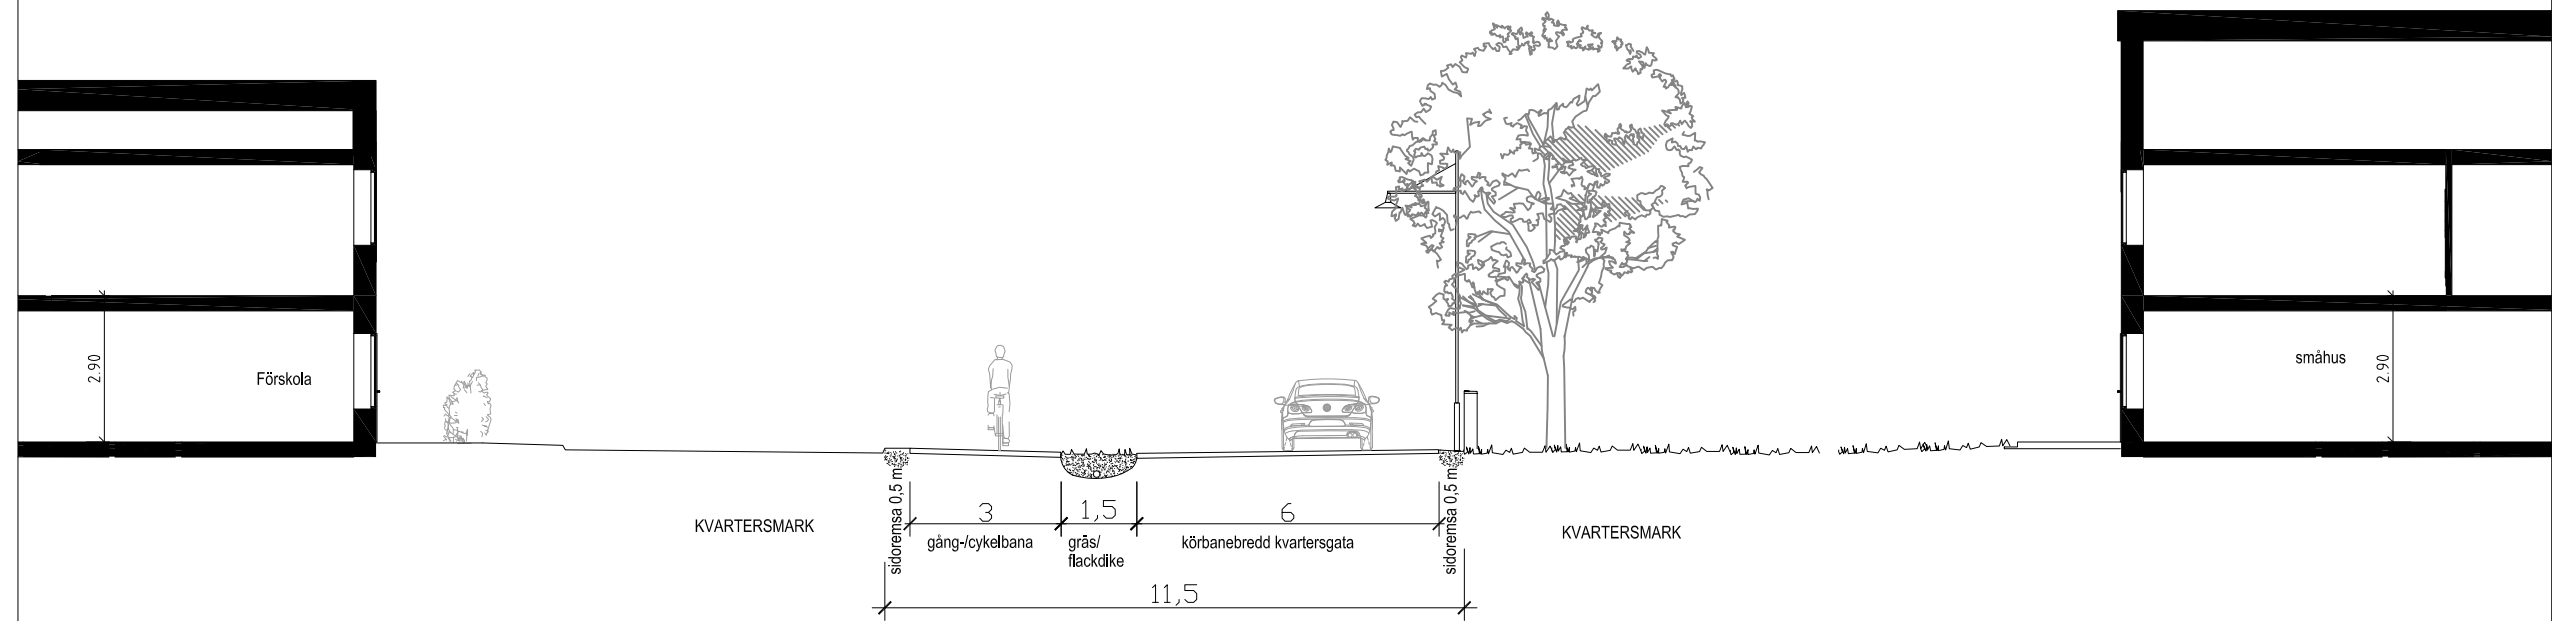 2.90
Förskola
småhus
2.90
KVARTERSMARK
sidoremsa 0,5 m
3
1,5
6
sidoremsa 0,5 m
KVARTERSMARK
gång-/cykelbana
gräs/
flackdike
körbanebredd kvartersgata
11,5